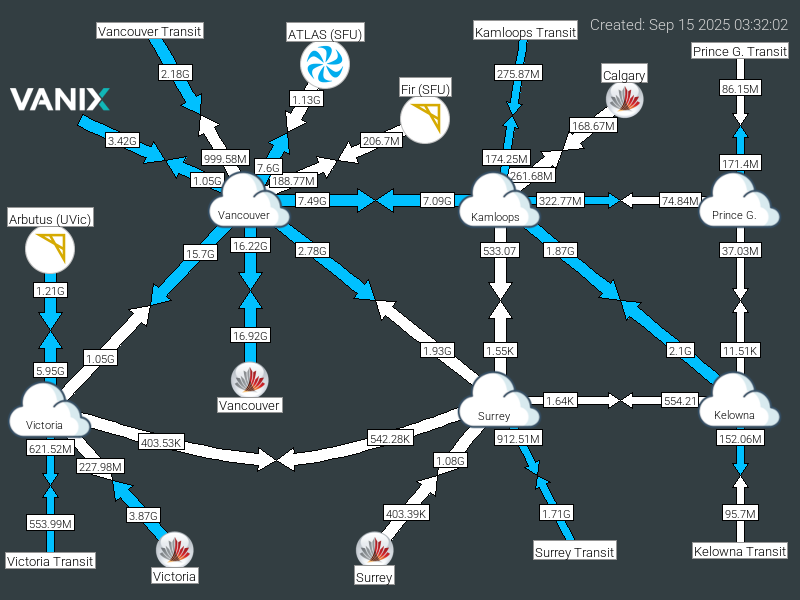 Created: Sep 15 2025 03:32:02
Vancouver Transit
ATLAS (SFU)
Kamloops Transit
Prince G. Transit
2.18G
275.87M
Calgary
86.15M
VANIX
1.13G
Fir (SFU)
168.67M
3.42G
206.7M
999.58M
174.25M
171.4M
7.6G
1.05G
188.77M
261.68M
7.49G
7.09G
322.77M
74.84M
Vancouver
Kamloops
Prince G.
Arbutus (UVic)
15.7G
16.22G
2.78G
533.07
1.87G
37.03M
1.21G
16.92G
1.05G
1.93G
1.55K
2.1G
11.51K
5.95G
Vancouver
1.64K
554.21
Victoria
Surrey
Kelowna
621.52M
403.53K
542.28K
912.51M
152.06M
227.98M
1.08G
553.99M
3.87G
403.39K
1.71G
95.7M
Victoria Transit
Victoria
Surrey
Surrey Transit
Kelowna Transit